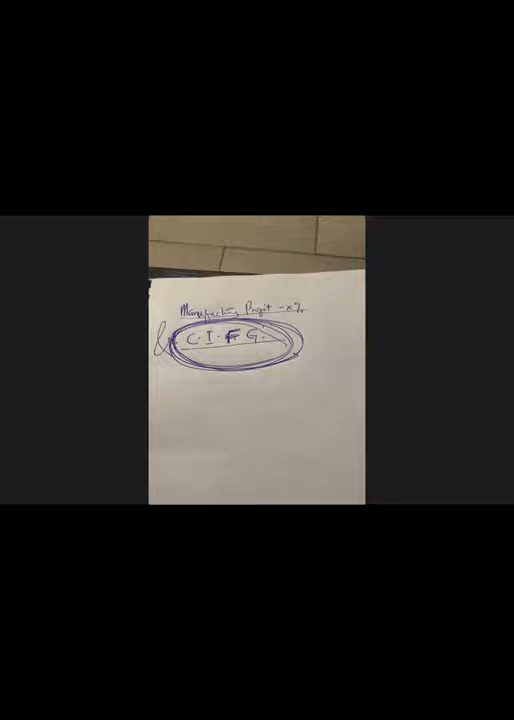 Manufacturing Profit - x%
& C. I. F G.